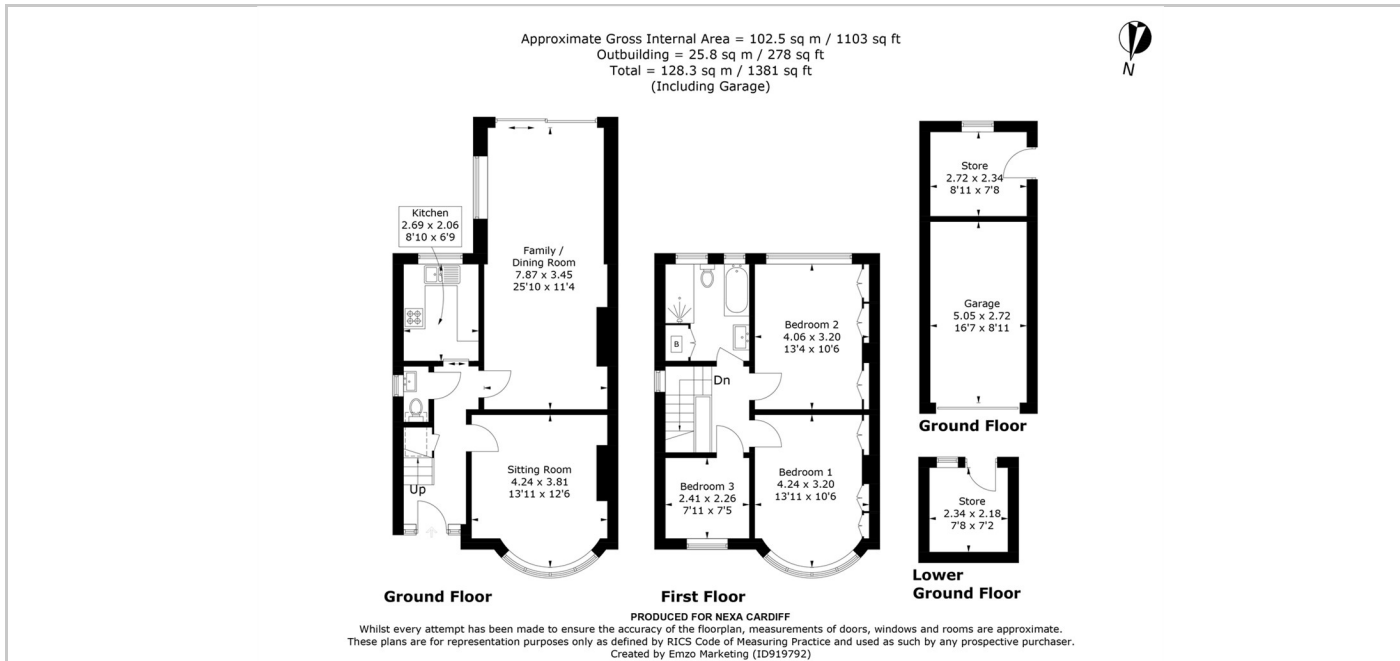 Approximate Gross Internal Area = 102.5 sq m / 1103 sq ft
Outbuilding = 25.8 sq m / 278 sq ft
Total = 128.3 sq m / 1381 sq ft
(Including Garage)
N
Kitchen
2.69 x 2.06
8'10 x 6'9
Family /
Dining Room
7.87 x 3.45
25'10 x 11'4
Sitting Room
4.24 x 3.81
13'11 x 12'6
Up
Ground Floor
B
Dn
Bedroom 2
4.06 x 3.20
13'4 x 10'6
Bedroom 1
4.24 x 3.20
13'11 x 10'6
Bedroom 3
2.41 x 2.26
7'11 x 7'5
First Floor
Store
2.72 x 2.34
8'11 x 7'8
Garage
5.05 x 2.72
16'7 x 8'11
Ground Floor
Store
2.34 x 2.18
7'8 x 7'2
Lower
Ground Floor
PRODUCED FOR NEXA CARDIFF
Whilst every attempt has been made to ensure the accuracy of the floorplan, measurements of doors, windows and rooms are approximate.
These plans are for representation purposes only as defined by RICS Code of Measuring Practice and used as such by any prospective purchaser.
Created by Emzo Marketing (ID919792)